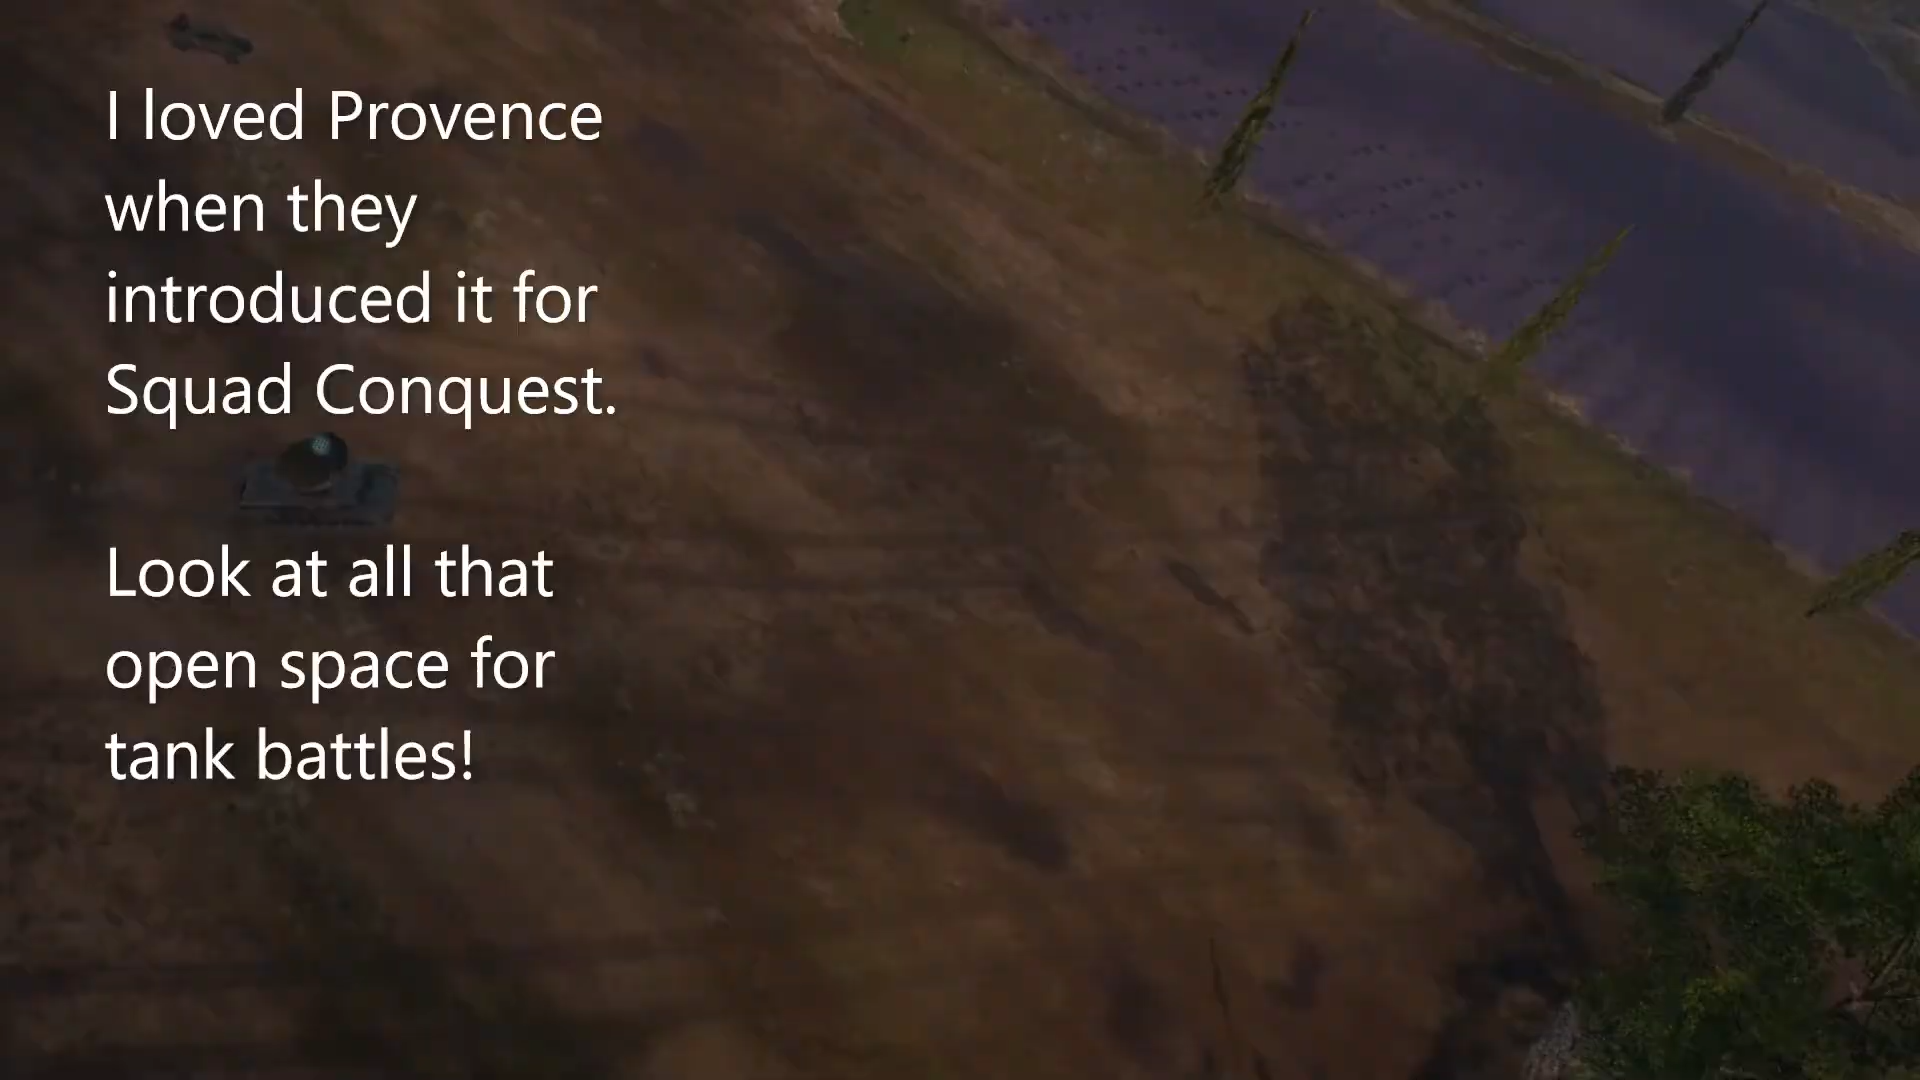 I loved Provence
when they
introduced it for
Squad Conquest.
Look at all that
open space for
tank battles!